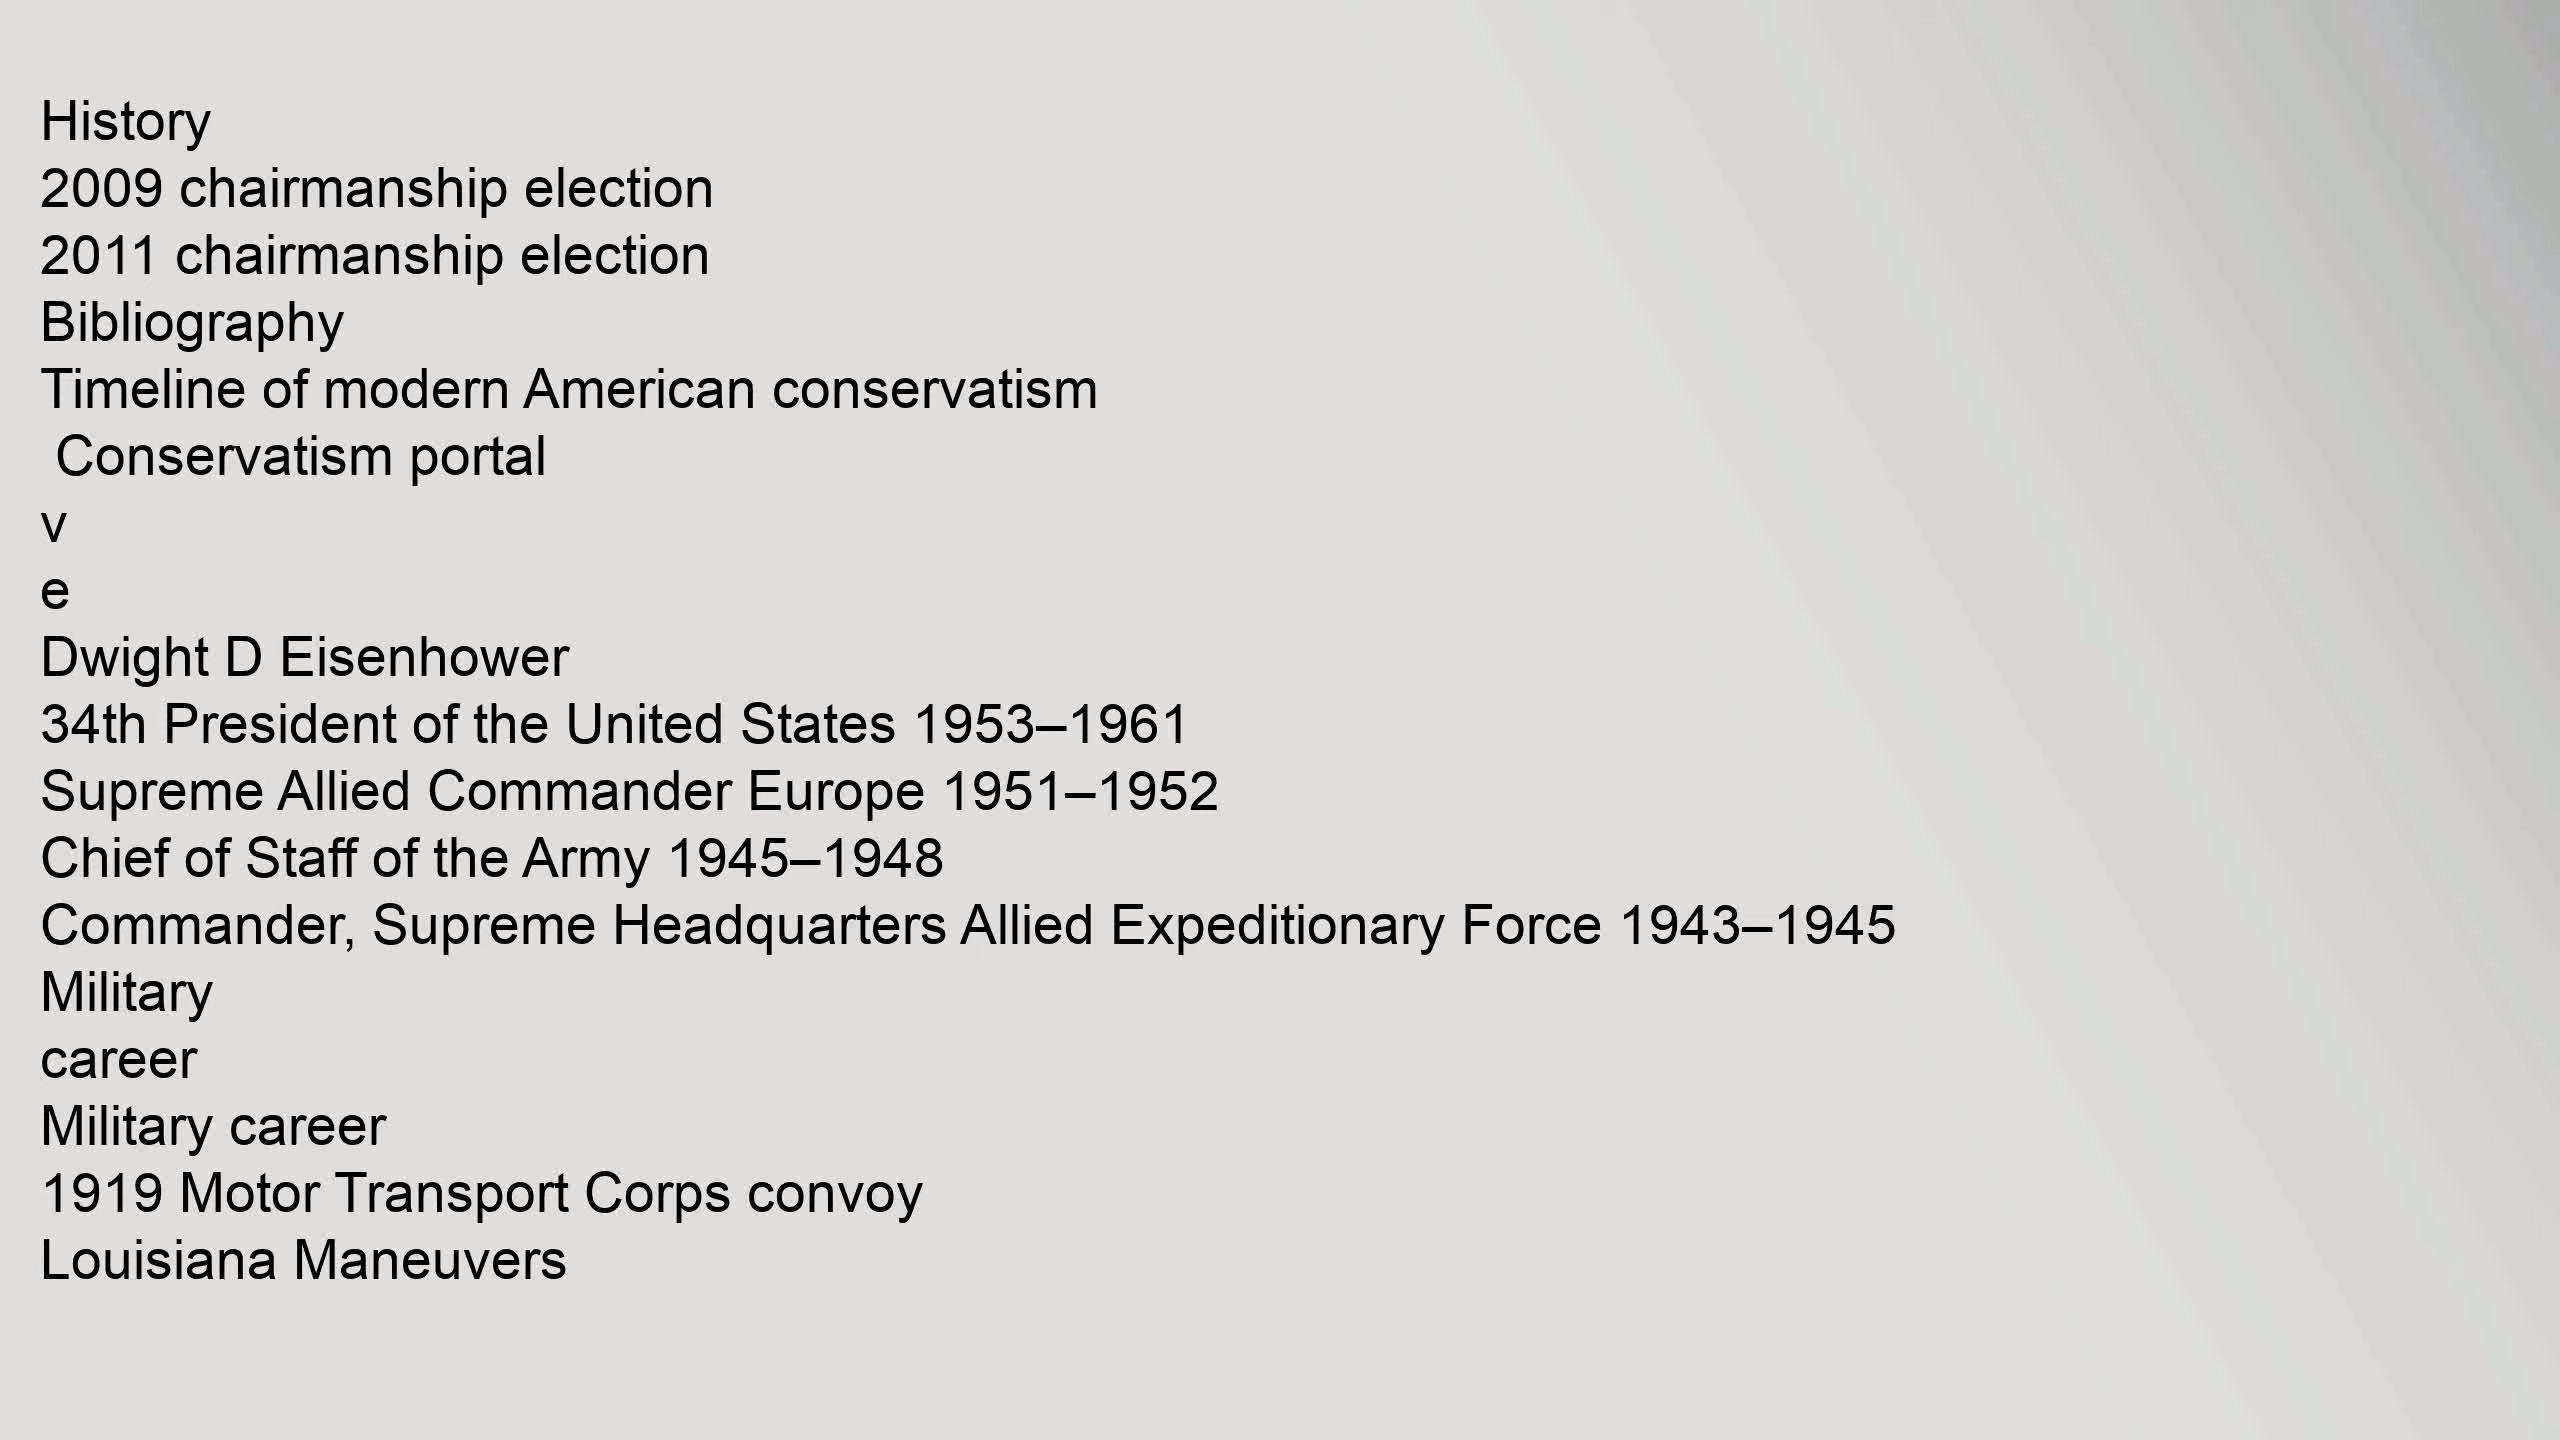 History
2009 chairmanship election
2011 chairmanship election
Bibliography
Timeline of modern American conservatism
Conservatism portal
v
e
Dwight D Eisenhower
34th President of the United States 1953–1961
Supreme Allied Commander Europe 1951–1952
Chief of Staff of the Army 1945–1948
Commander, Supreme Headquarters Allied Expeditionary Force 1943–1945
Military
career
Military career
1919 Motor Transport Corps convoy
Louisiana Maneuvers